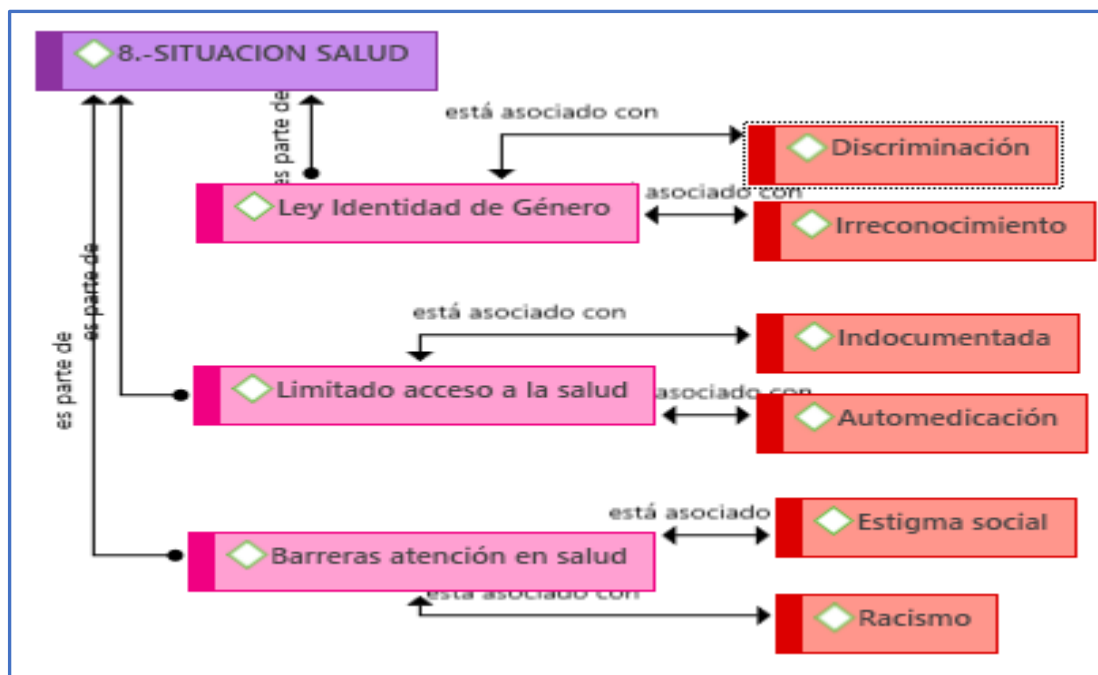 8.-SITUACION SALUD
es parte de
está asociado con
Discriminación
Ley Identidad de Género
asociado con
Irreconocimiento
es parte de
es parte de
está asociado con
Indocumentada
Limitado acceso a la salud
asociado con
Automedicación
está asociado
Estigma social
Barreras atención en salud
está asociado con
Racismo